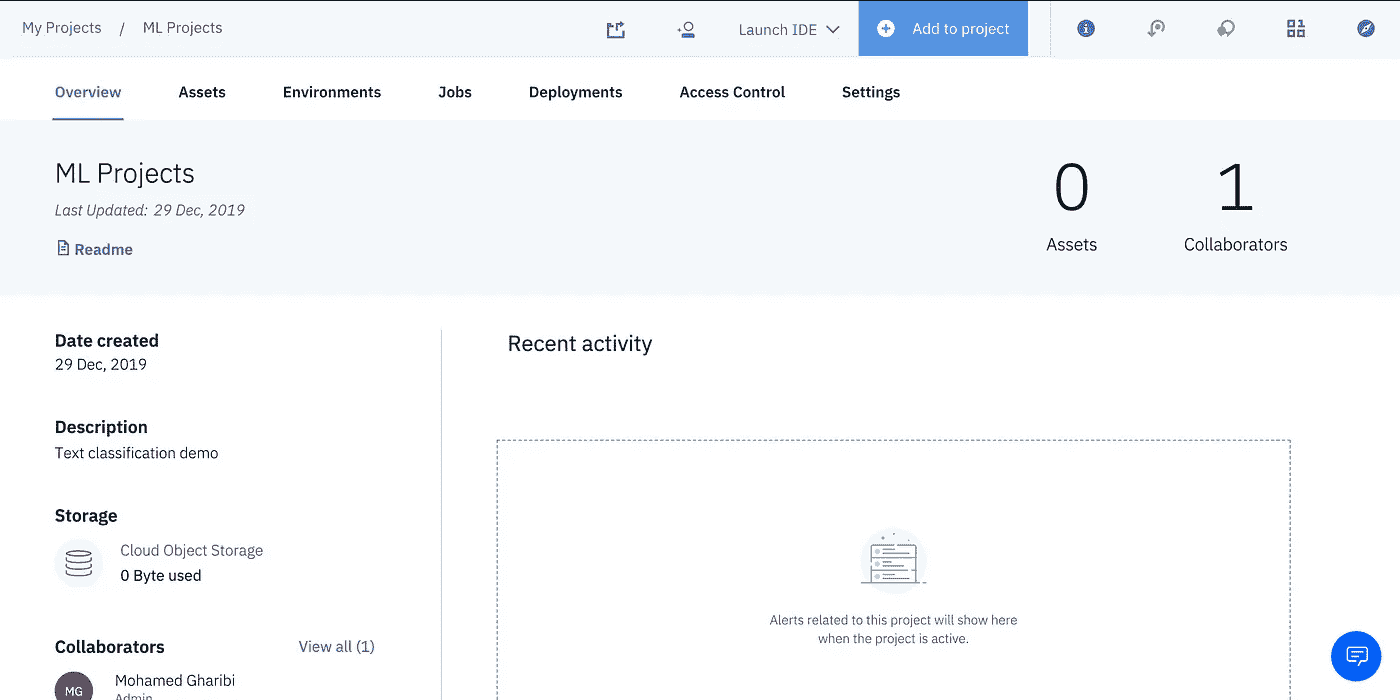 My Projects / ML Projects
Launch IDE
Add to project
Overview Assets Environments Jobs Deployments Access Control Settings
ML Projects
Last Updated: 29 Dec, 2019
Readme
0 1
Assets Collaborators
Date created
29 Dec, 2019
Recent activity
Description
Text classification demo
Storage
Cloud Object Storage
0 Byte used
Alerts related to this project will show here
when the project is active.
Collaborators View all (1)
MG Mohamed Gharibi
Admin